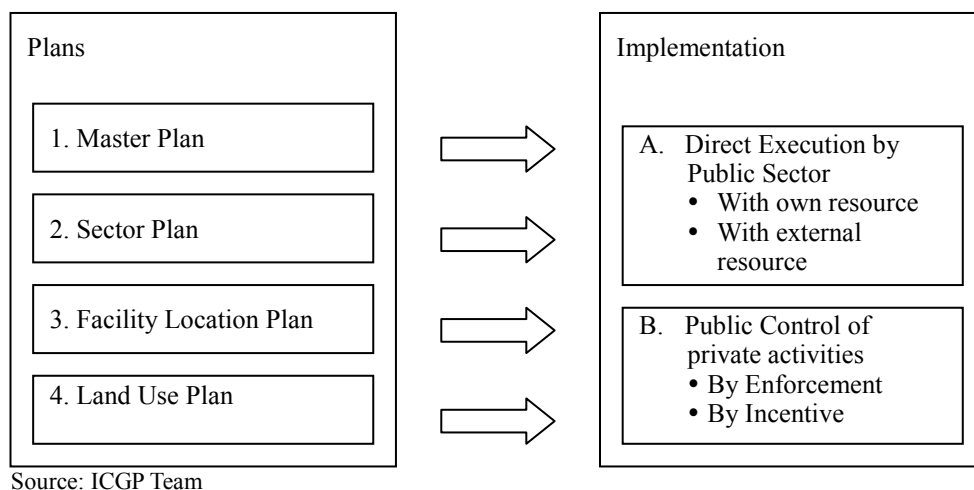 Plans
1. Master Plan
2. Sector Plan
3. Facility Location Plan
4. Land Use Plan
Implementation
A. Direct Execution by
Public Sector
• With own resource
• With external
resource
B. Public Control of
private activities
• By Enforcement
• By Incentive
Source: ICGP Team